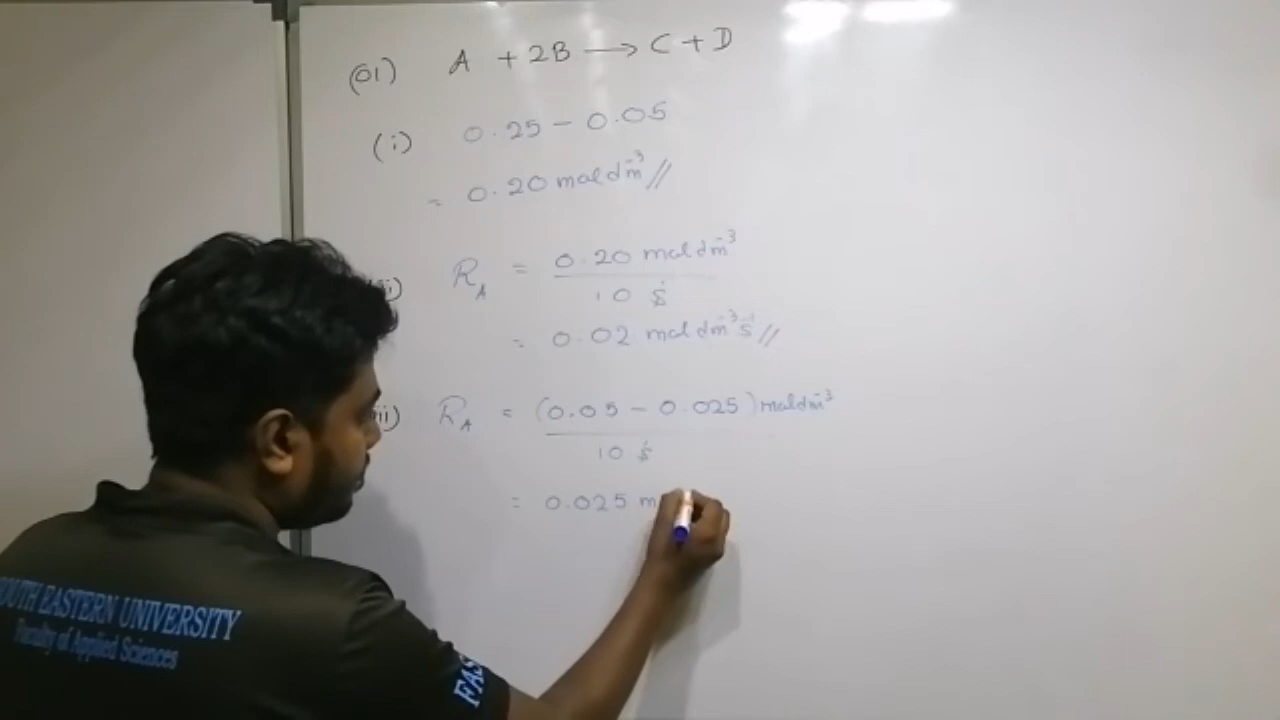 (01) A + 2B → C + D
(i) 0.25 - 0.05
= 0.20 moldm⁻³//
R_A = 0.20 moldm⁻³
10 s
= 0.02 moldm⁻³s⁻¹//
R_A = (0.05 - 0.025) moldm⁻³
10 s
= 0.025 m
EASTERN UNIVERSITY
Faculty of Applied Sciences
FAS